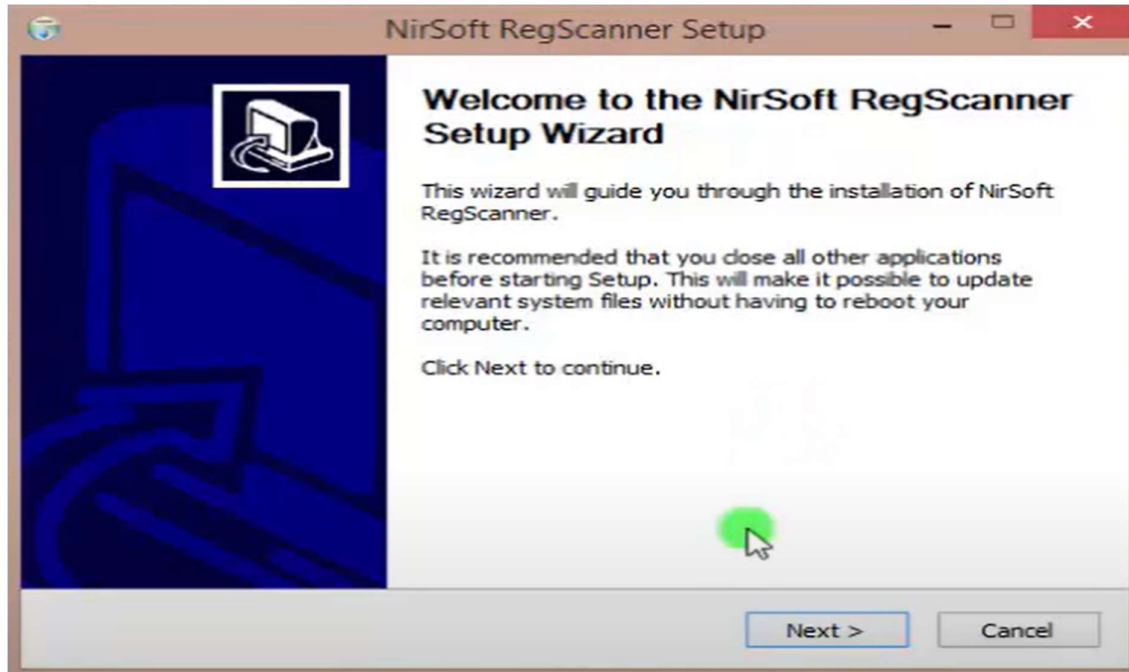 NirSoft RegScanner Setup
Welcome to the NirSoft RegScanner
Setup Wizard
This wizard will guide you through the installation of NirSoft
RegScanner.
It is recommended that you close all other applications
before starting Setup. This will make it possible to update
relevant system files without having to reboot your
computer.
Click Next to continue.
Next >
Cancel